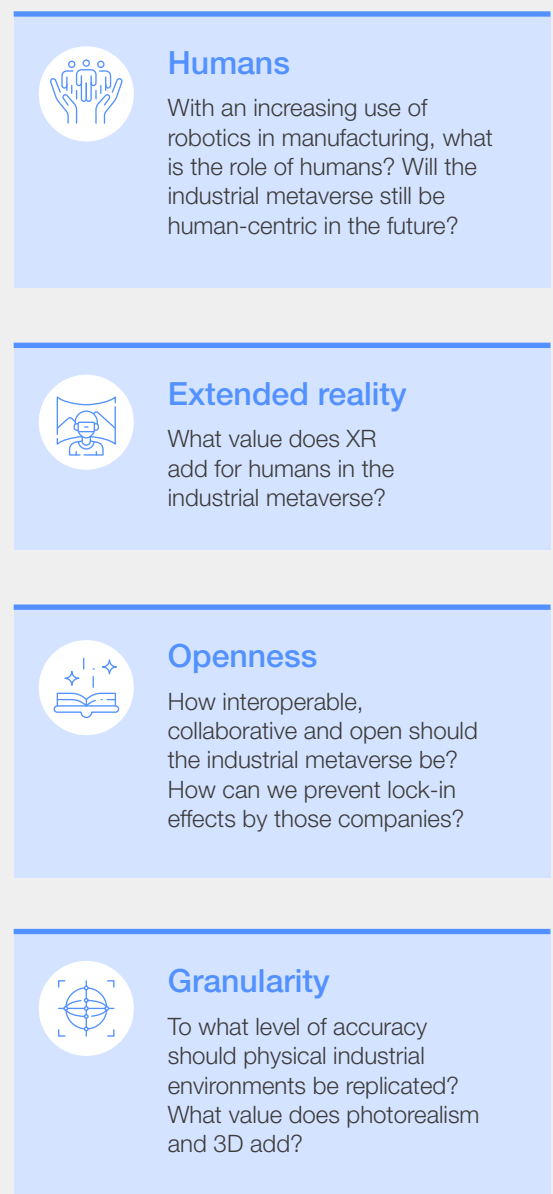 Humans
With an increasing use of
robotics in manufacturing, what
is the role of humans? Will the
industrial metaverse still be
human-centric in the future?
Extended reality
What value does XR
add for humans in the
industrial metaverse?
Openness
How interoperable,
collaborative and open should
the industrial metaverse be?
How can we prevent lock-in
effects by those companies?
Granularity
To what level of accuracy
should physical industrial
environments be replicated?
What value does photorealism
and 3D add?